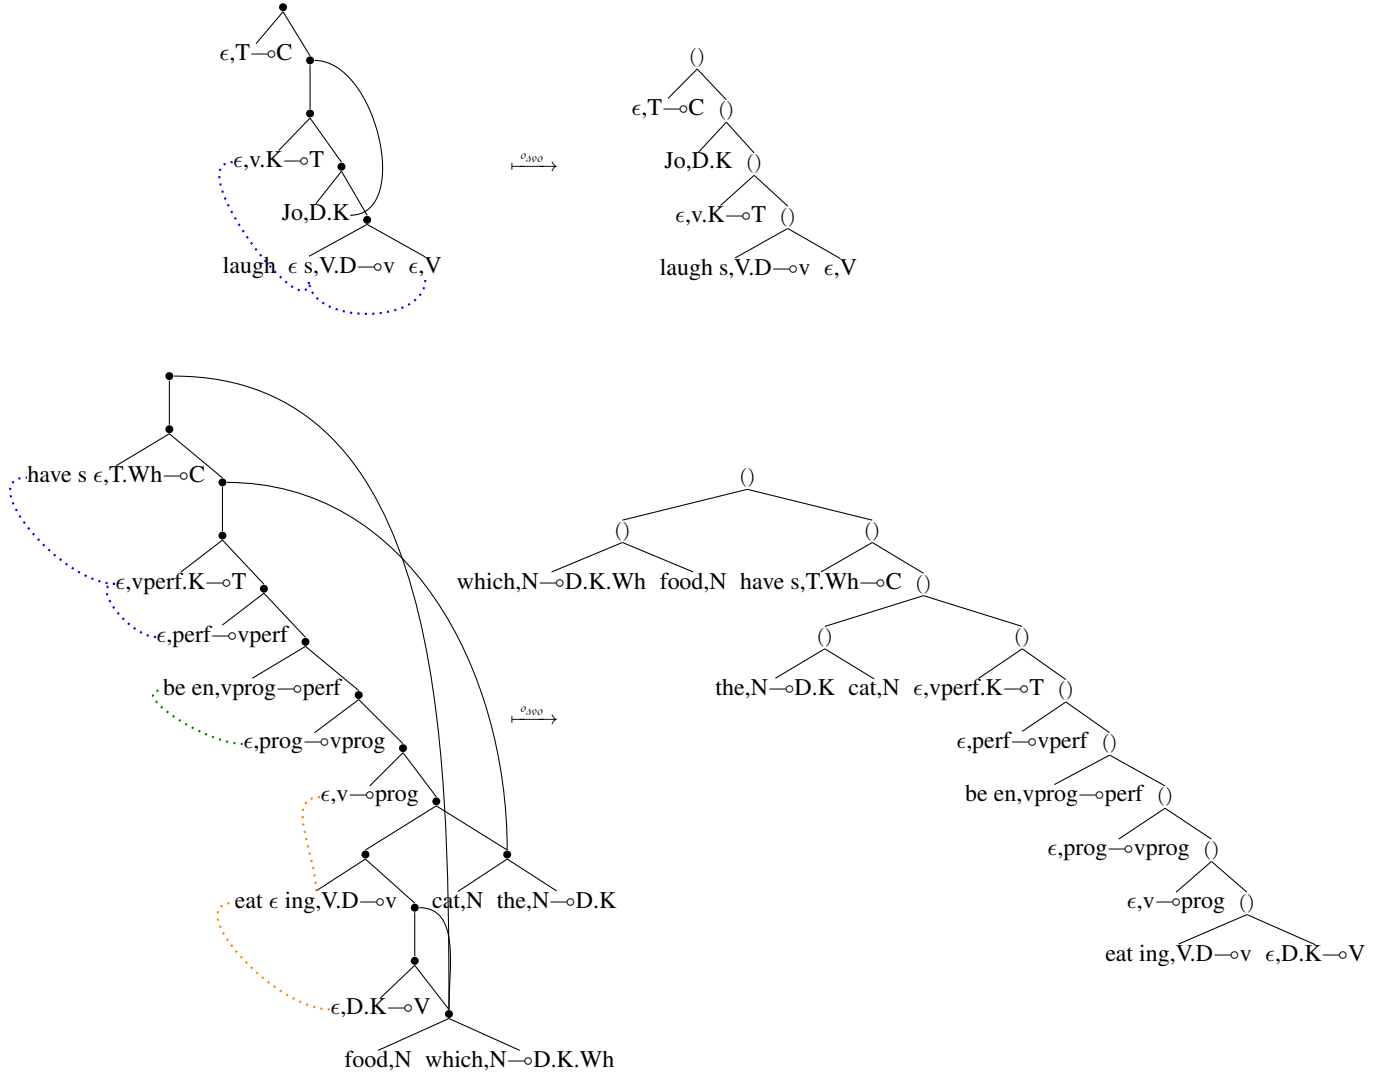 ϵ,T⊸C
()
ϵ,T⊸C ()
ϵ,v.K⊸T
o_svo
⟼
Jo,D.K ()
Jo,D.K
ϵ,v.K⊸T ()
laugh ϵ s,V.D⊸v ϵ,V
laugh s,V.D⊸v ϵ,V
have s ϵ,T.Wh⊸C
()
() ()
ϵ,vperf.K⊸T
which,N⊸D.K.Wh food,N have s,T.Wh⊸C ()
ϵ,perf⊸vperf
() ()
be en,vprog⊸perf
the,N⊸D.K cat,N ϵ,vperf.K⊸T ()
o_svo
⟼
ϵ,prog⊸vprog
ϵ,perf⊸vperf ()
ϵ,v⊸prog
be en,vprog⊸perf ()
ϵ,prog⊸vprog ()
eat ϵ ing,V.D⊸v cat,N the,N⊸D.K
ϵ,v⊸prog ()
eat ing,V.D⊸v ϵ,D.K⊸V
ϵ,D.K⊸V
food,N which,N⊸D.K.Wh